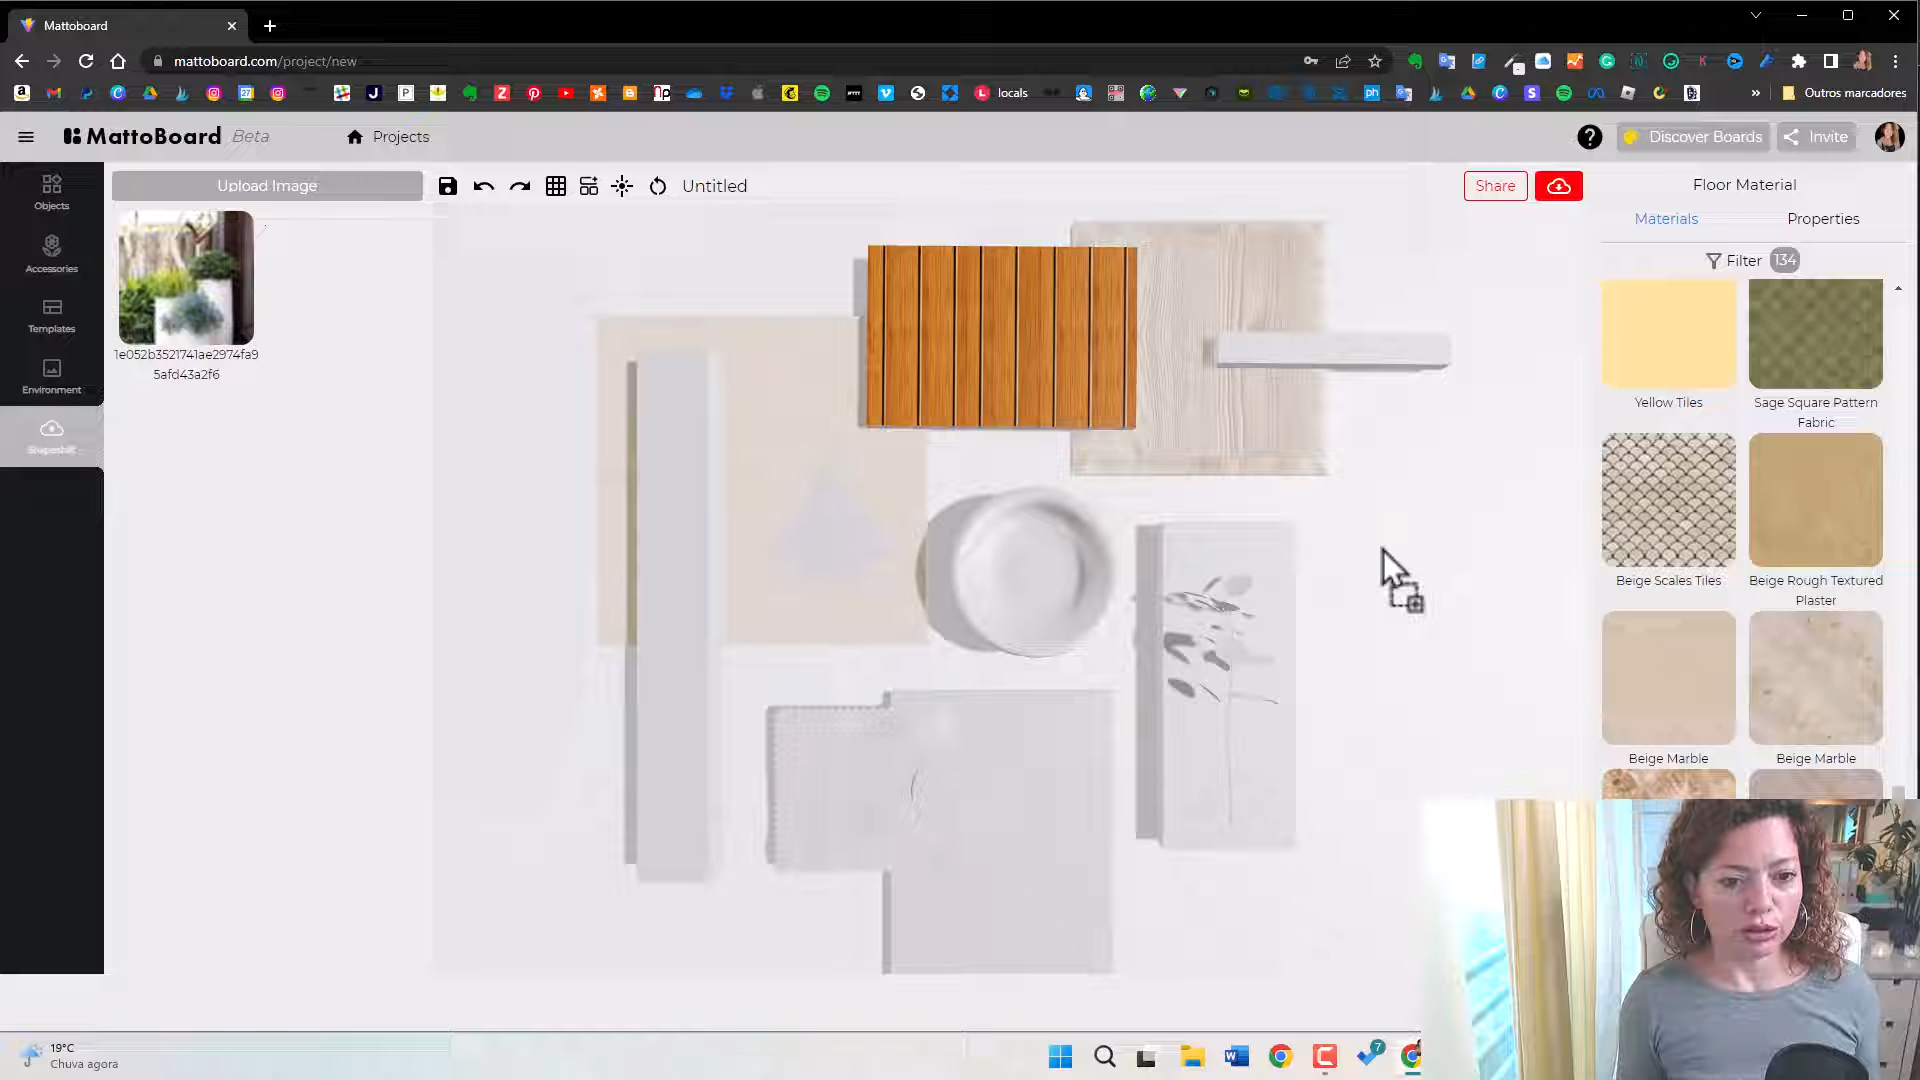 Mattoboard
mattoboard.com/project/new
locals
Outros marcadores
MattoBoard Beta
Projects
Discover Boards
Invite
Objects
Accessories
Templates
Environment
Upload Image
1e052b3521741ae2974fa9
5afd43a2f6
Untitled
Share
Floor Material
Materials
Properties
Filter 134
Yellow Tiles
Sage Square Pattern
Fabric
Beige Scales Tiles
Beige Rough Textured
Plaster
Beige Marble
Beige Marble
19°C
Chuva agora
7